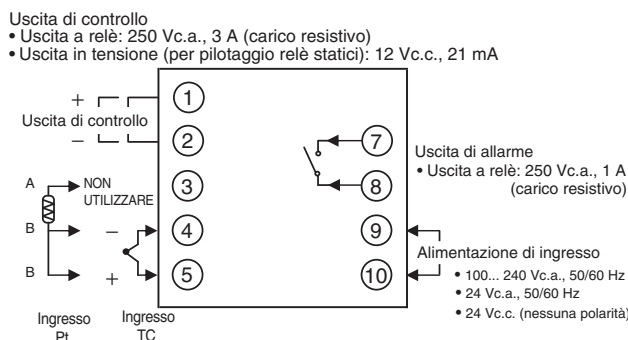 Uscita di controllo
• Uscita a relè: 250 Vc.a., 3 A (carico resistivo)
• Uscita in tensione (per pilotaggio relè statici): 12 Vc.c., 21 mA
+
Uscita di controllo
−
1
2
3
4
5
7
8
9
10
A
NON
UTILIZZARE
B
−
B
+
Ingresso
Pt
Ingresso
TC
Uscita di allarme
• Uscita a relè: 250 Vc.a., 1 A
(carico resistivo)
Alimentazione di ingresso
• 100... 240 Vc.a., 50/60 Hz
• 24 Vc.a., 50/60 Hz
• 24 Vc.c. (nessuna polarità)